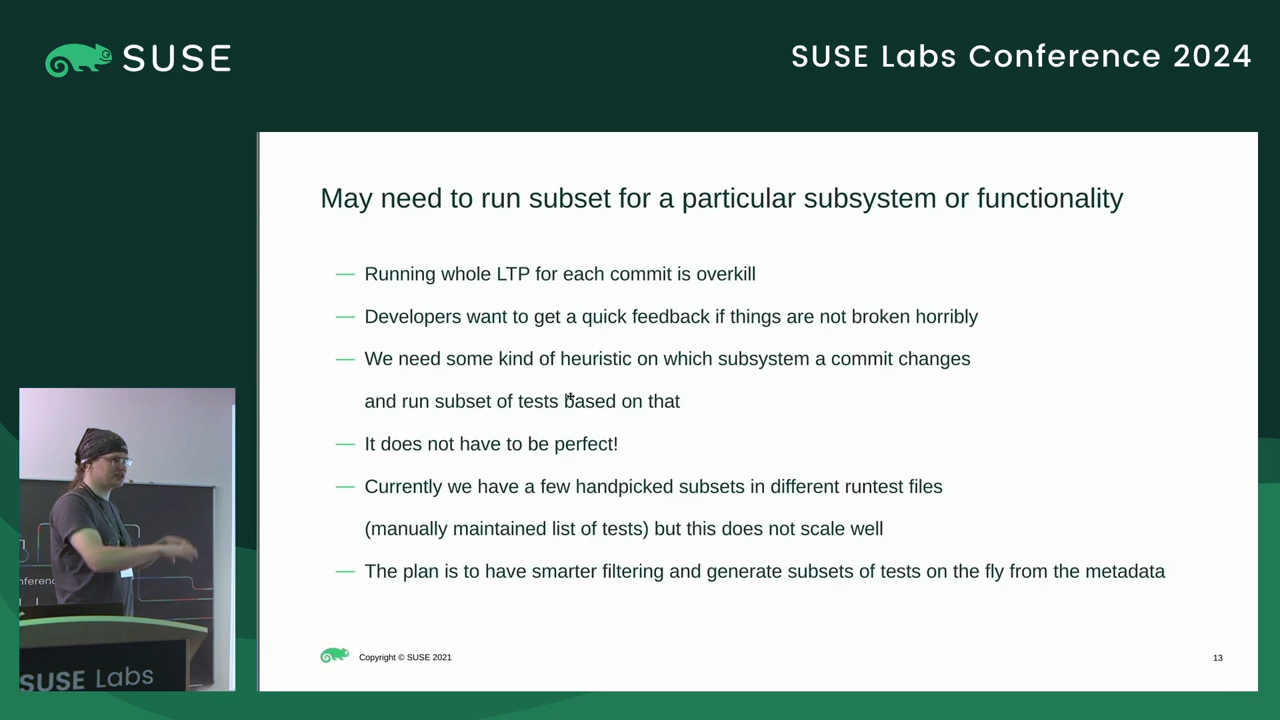 SUSE
SUSE Labs Conference 2024
May need to run subset for a particular subsystem or functionality
— Running whole LTP for each commit is overkill
— Developers want to get a quick feedback if things are not broken horribly
— We need some kind of heuristic on which subsystem a commit changes
and run subset of tests based on that
— It does not have to be perfect!
— Currently we have a few handpicked subsets in different runtest files
(manually maintained list of tests) but this does not scale well
— The plan is to have smarter filtering and generate subsets of tests on the fly from the metadata
Copyright © SUSE 2021
13
SUSE Labs